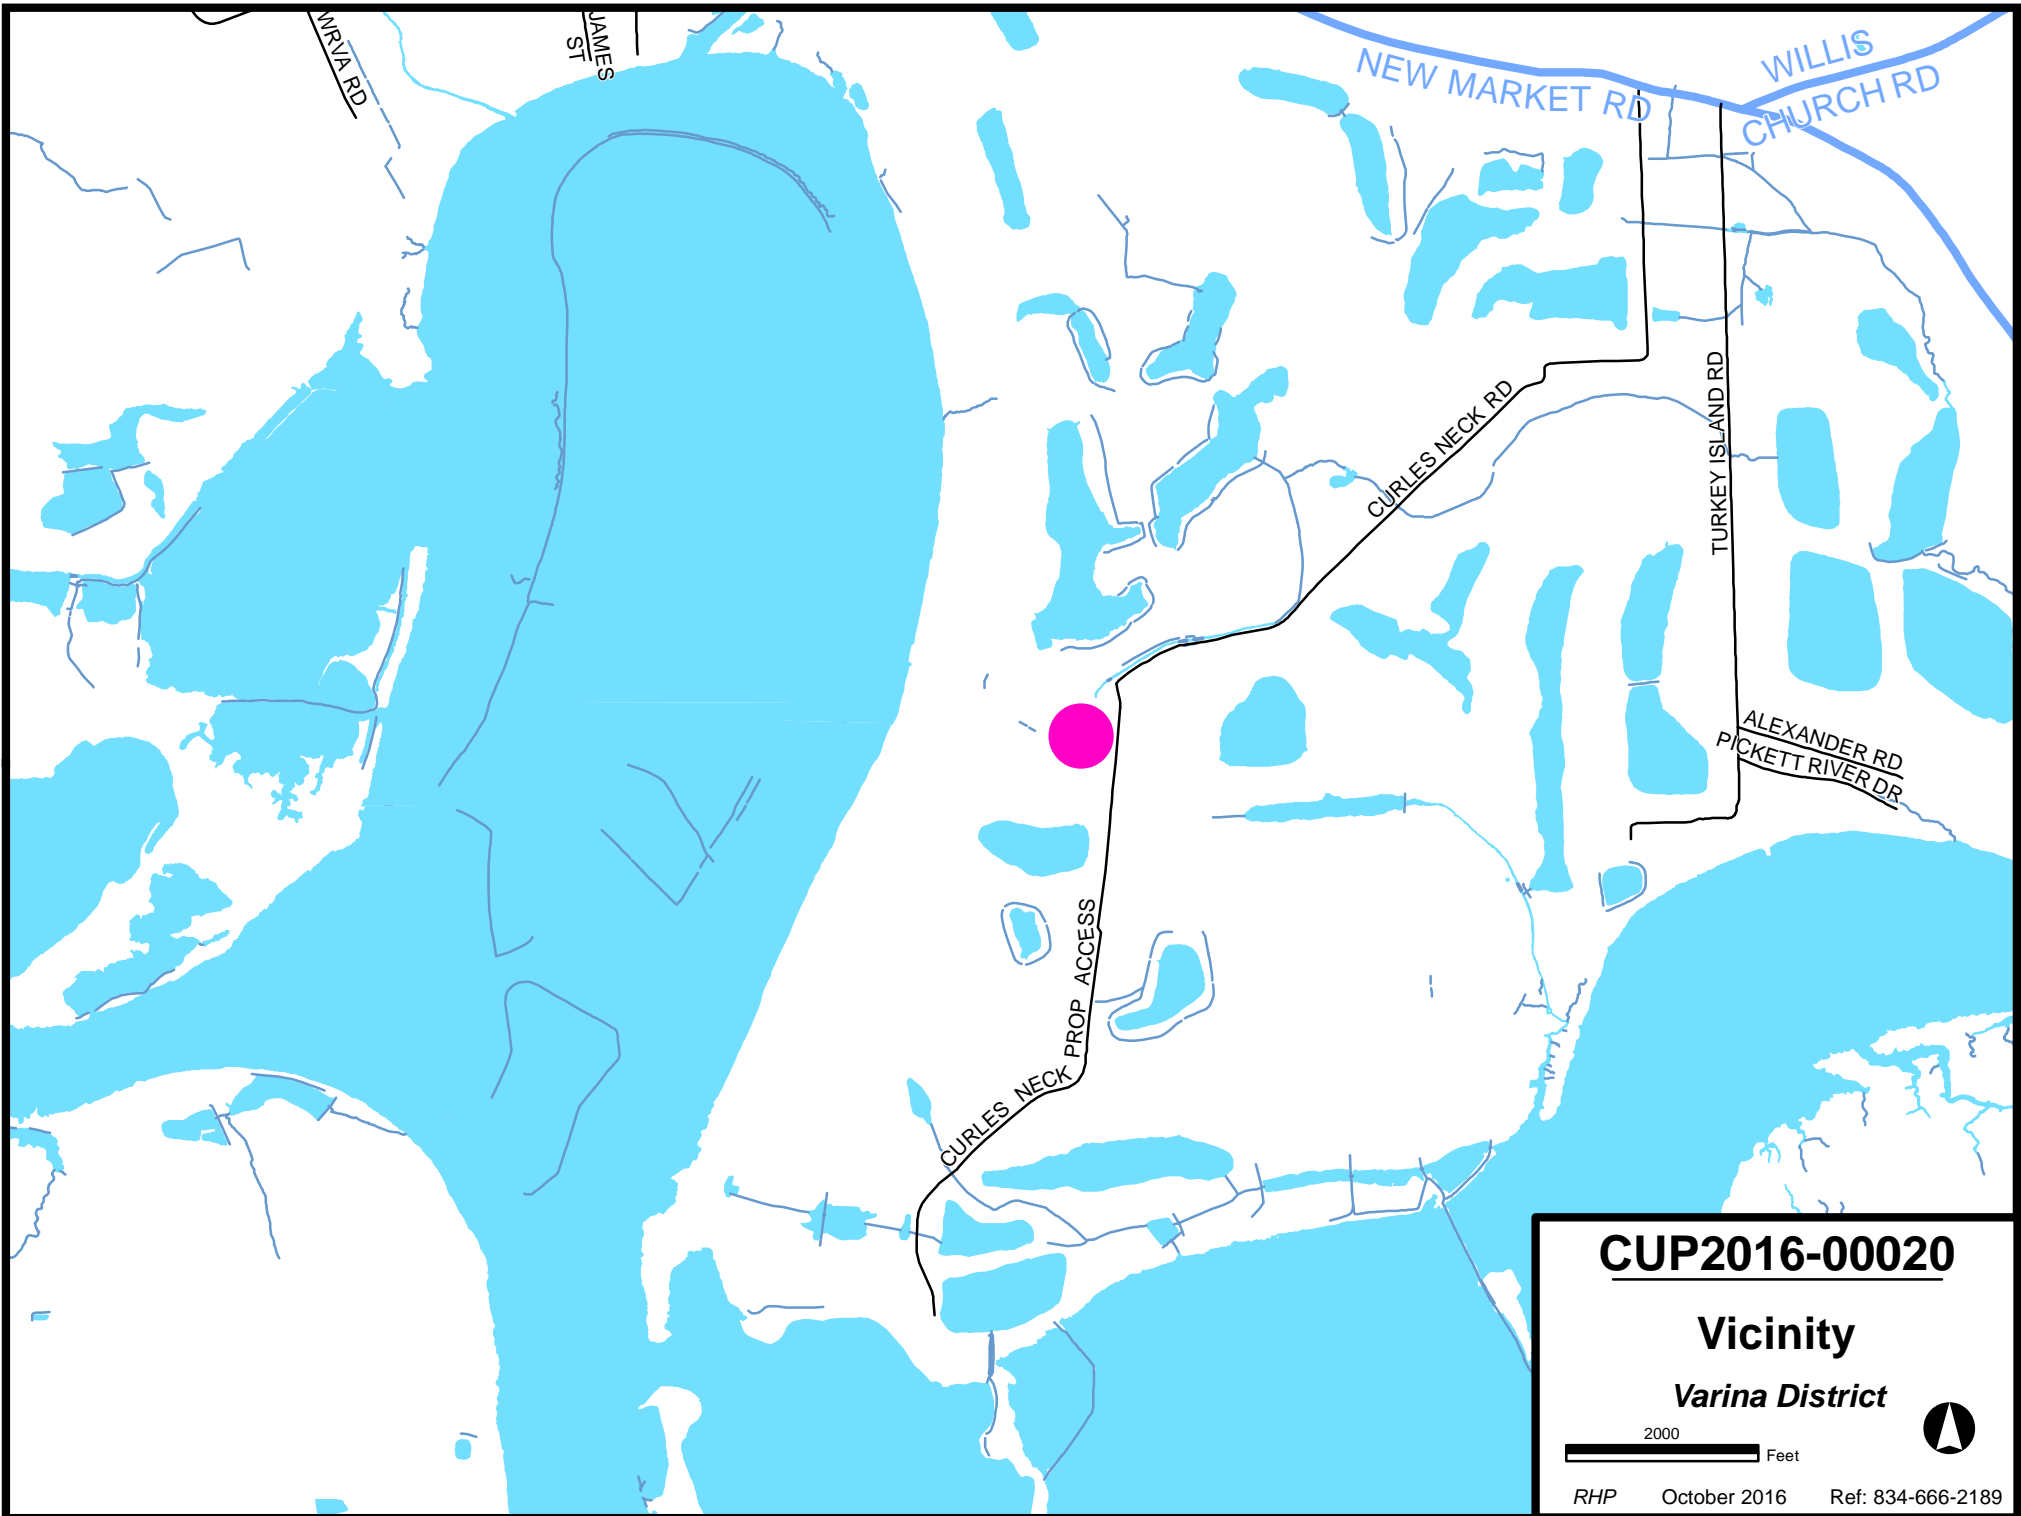 WRVA RD
JAMES
ST
NEW MARKET RD
WILLIS
CHURCH RD
CURLES NECK RD
TURKEY ISLAND RD
ALEXANDER RD
PICKETT RIVER DR
CURLES NECK PROP ACCESS
CUP2016-00020
Vicinity
Varina District
2000
Feet
RHP October 2016 Ref: 834-666-2189